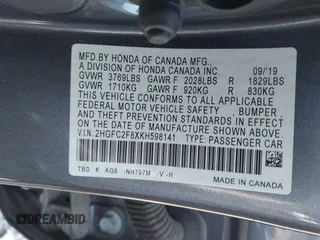 MFD BY HONDA OF CANADA MFG.,
A DIVISION OF HONDA CANADA INC. 09/19
GVWR 3769LBS GAWR F 2028LBS R 1829LBS
GVWR 1710KG GAWR F 920KG R 830KG
THIS VEHICLE CONFORMS TO ALL APPLICABLE
FEDERAL MOTOR VEHICLE SAFETY, BUMPER,
AND THEFT PREVENTION STANDARDS IN EFFECT
ON THE DATE OF MANUFACTURE SHOWN ABOVE.
V.I.N.:2HGFC2F8XKH598141 TYPE: PASSENGER CAR
TBD K AG6 NH797M -V -H
MADE IN CANADA
DREAMBID